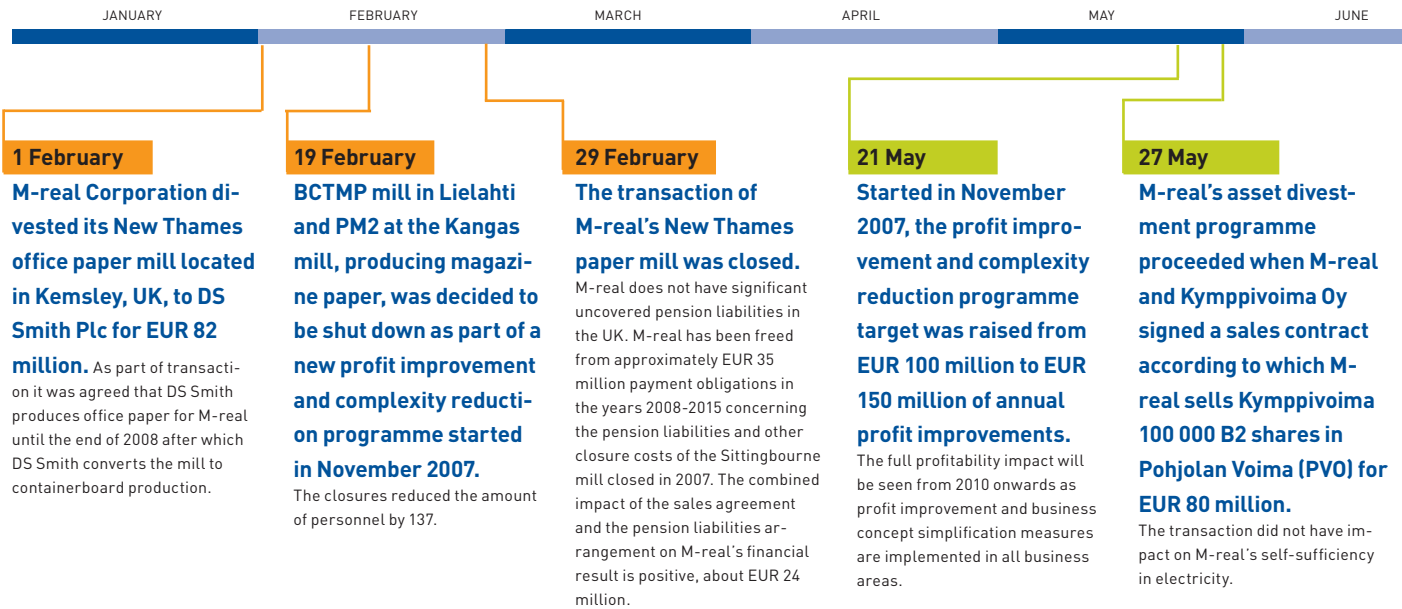 JANUARY FEBRUARY MARCH APRIL MAY JUNE
1 February
M-real Corporation di-
vested its New Thames
office paper mill located
in Kemsley, UK, to DS
Smith Plc for EUR 82
million. As part of transacti-
on it was agreed that DS Smith
produces office paper for M-real
until the end of 2008 after which
DS Smith converts the mill to
containerboard production.
19 February
BCTMP mill in Lielahti
and PM2 at the Kangas
mill, producing magazi-
ne paper, was decided to
be shut down as part of a
new profit improvement
and complexity reducti-
on programme started
in November 2007.
The closures reduced the amount
of personnel by 137.
29 February
The transaction of
M-real's New Thames
paper mill was closed.
M-real does not have significant
uncovered pension liabilities in
the UK. M-real has been freed
from approximately EUR 35
million payment obligations in
the years 2008-2015 concerning
the pension liabilities and other
closure costs of the Sittingbourne
mill closed in 2007. The combined
impact of the sales agreement
and the pension liabilities ar-
rangement on M-real's financial
result is positive, about EUR 24
million.
21 May
Started in November
2007, the profit impro-
vement and complexity
reduction programme
target was raised from
EUR 100 million to EUR
150 million of annual
profit improvements.
The full profitability impact will
be seen from 2010 onwards as
profit improvement and business
concept simplification measures
are implemented in all business
areas.
27 May
M-real's asset divest-
ment programme
proceeded when M-real
and Kymppivoima Oy
signed a sales contract
according to which M-
real sells Kymppivoima
100 000 B2 shares in
Pohjolan Voima (PVO) for
EUR 80 million.
The transaction did not have im-
pact on M-real's self-sufficiency
in electricity.